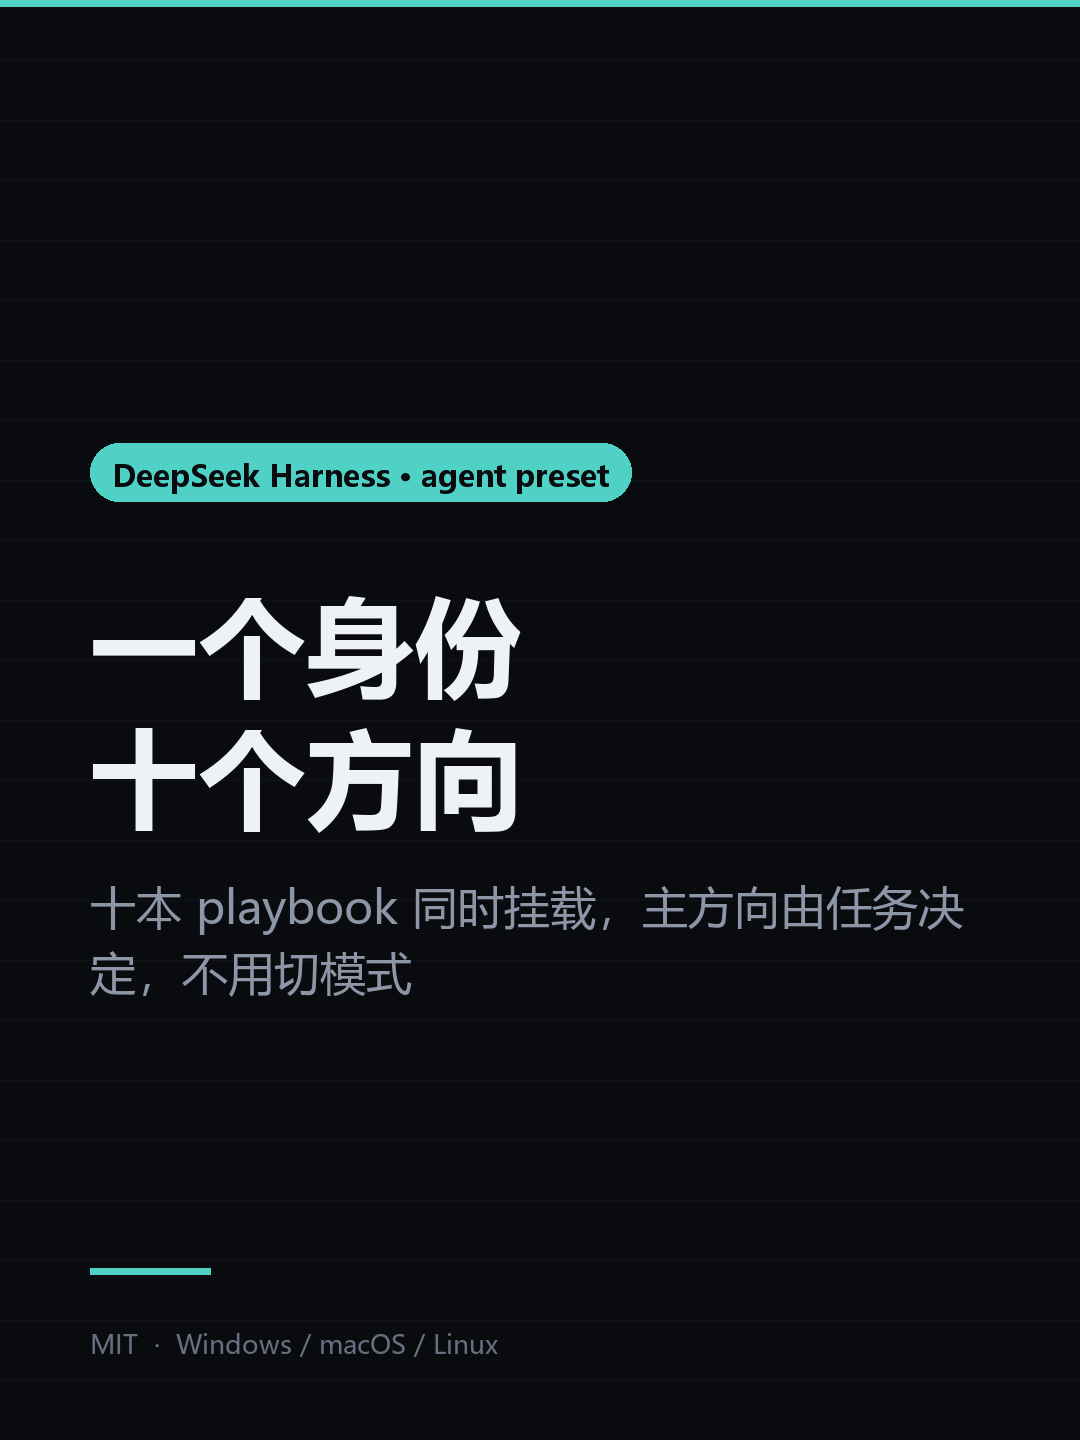 DeepSeek Harness • agent preset
一个身份
十个方向
十本 playbook 同时挂载，主方向由任务决
定，不用切模式
MIT · Windows / macOS / Linux